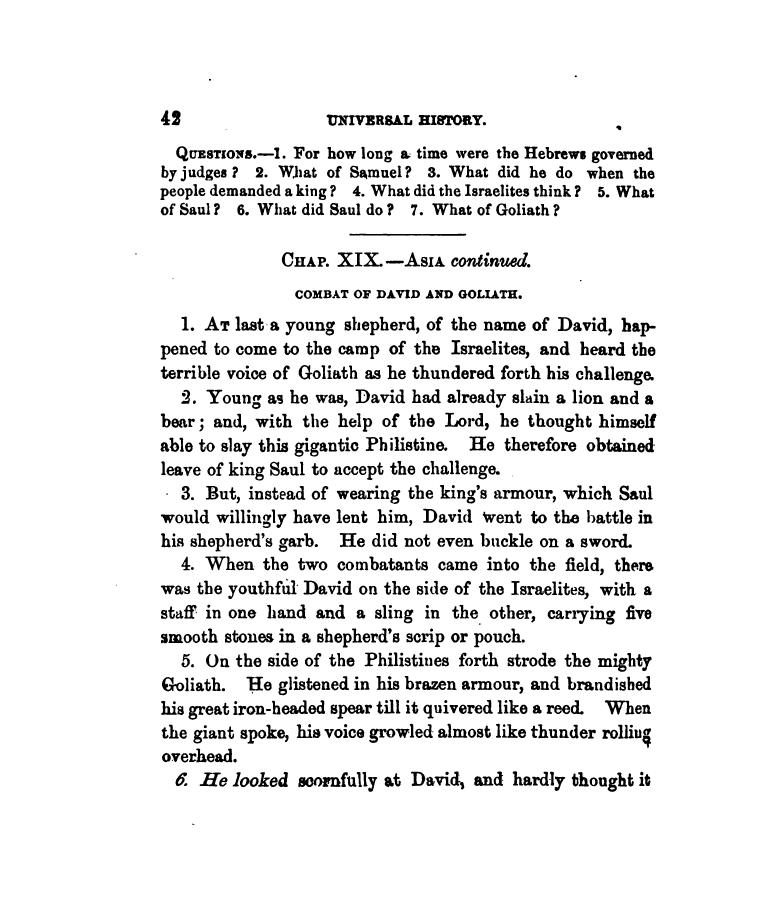 42 UNIVERSAL HISTORY.
QUESTIONS.—1. For how long a time were the Hebrews governed
by judges? 2. What of Samuel? 3. What did he do when the
people demanded a king? 4. What did the Israelites think? 5. What
of Saul? 6. What did Saul do? 7. What of Goliath?
CHAP. XIX.—ASIA continued.
COMBAT OF DAVID AND GOLIATH.
1. AT last a young shepherd, of the name of David, hap-
pened to come to the camp of the Israelites, and heard the
terrible voice of Goliath as he thundered forth his challenge.
2. Young as he was, David had already slain a lion and a
bear; and, with the help of the Lord, he thought himself
able to slay this gigantic Philistine. He therefore obtained
leave of king Saul to accept the challenge.
3. But, instead of wearing the king's armour, which Saul
would willingly have lent him, David went to the battle in
his shepherd's garb. He did not even buckle on a sword.
4. When the two combatants came into the field, there
was the youthful David on the side of the Israelites, with a
staff in one hand and a sling in the other, carrying five
smooth stones in a shepherd's scrip or pouch.
5. On the side of the Philistines forth strode the mighty
Goliath. He glistened in his brazen armour, and brandished
his great iron-headed spear till it quivered like a reed. When
the giant spoke, his voice growled almost like thunder rolling
overhead.
6. He looked scornfully at David, and hardly thought it